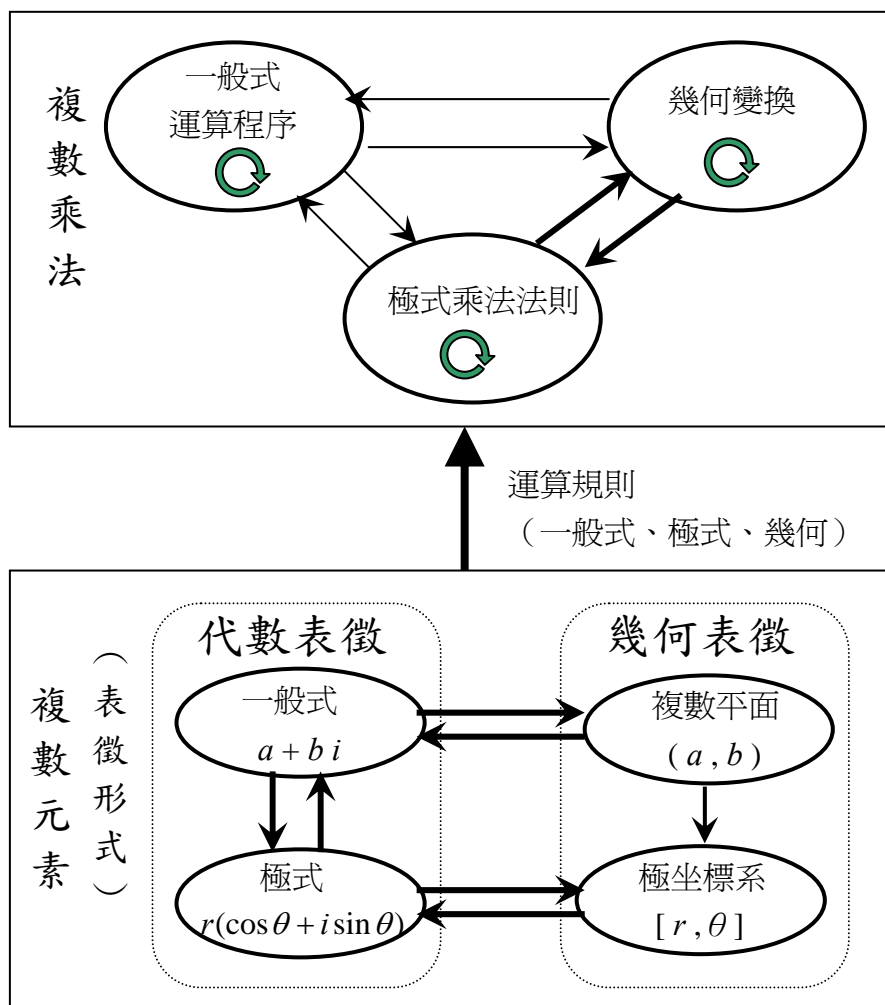 複數乘法
一般式
運算程序
幾何變換
極式乘法法則
運算規則
（一般式、極式、幾何）
複數元素
（表徵形式）
代數表徵
幾何表徵
一般式
a + b i
複數平面
( a , b )
極式
r(cosθ + i sinθ)
極坐標系
[ r , θ ]